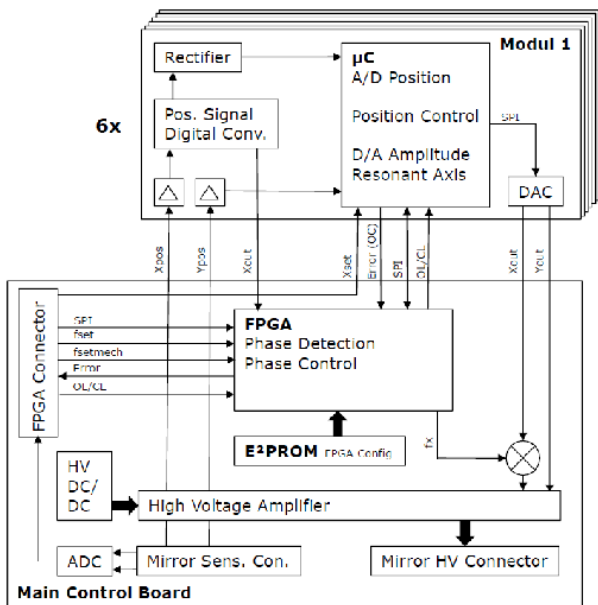 Modul 1
Rectifier
µC
A/D Position
6x
Pos. Signal
Digital Conv.
Position Control
SPI
D/A Amplitude
Resonant Axis
DAC
Xpos
Ypos
Xout
Xset
Error (OC)
SPI
OL/CL
Xout
Yout
FPGA Connector
SPI
fset
fsetmech
Error
OL/CL
FPGA
Phase Detection
Phase Control
fx
E²PROM FPGA Config
HV
DC/
DC
High Voltage Amplifier
ADC
Mirror Sens. Con.
Mirror HV Connector
Main Control Board